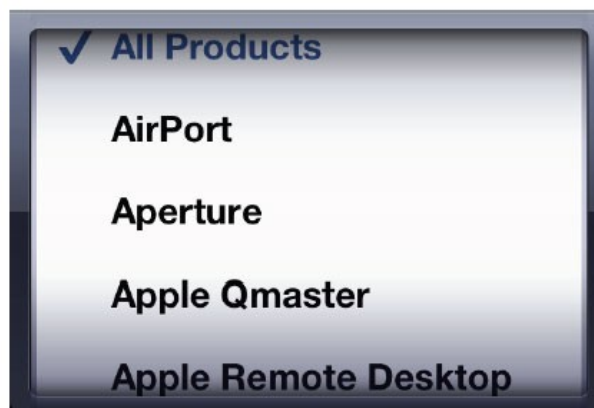 All Products
AirPort
Aperture
Apple Qmaster
Apple Remote Desktop